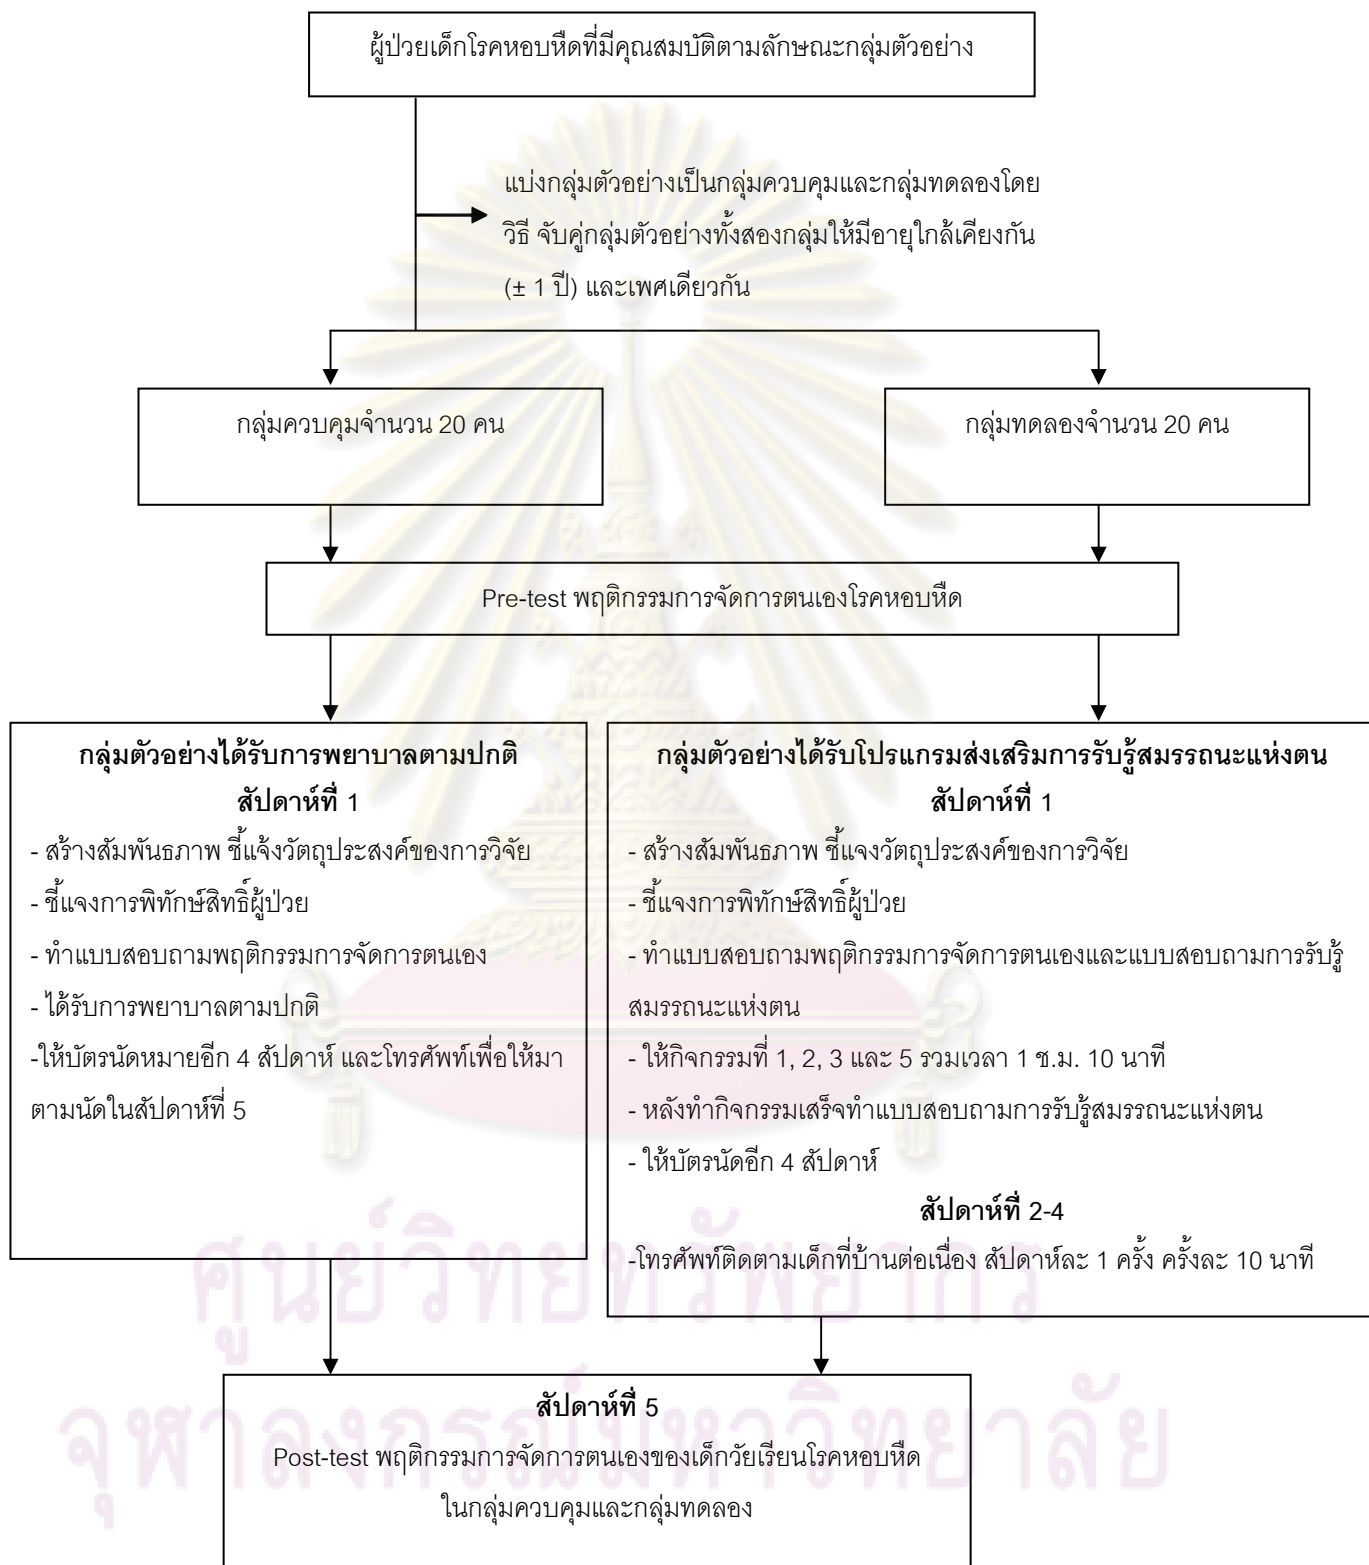 ผู้ป่วยเด็กโรคหอบหืดที่มีคุณสมบัติตามลักษณะกลุ่มตัวอย่าง
แบ่งกลุ่มตัวอย่างเป็นกลุ่มควบคุมและกลุ่มทดลองโดย
วิธี จับคู่กลุ่มตัวอย่างทั้งสองกลุ่มให้มีอายุใกล้เคียงกัน
(± 1 ปี) และเพศเดียวกัน
กลุ่มควบคุมจำนวน 20 คน
กลุ่มทดลองจำนวน 20 คน
Pre-test พฤติกรรมการจัดการตนเองโรคหอบหืด
กลุ่มตัวอย่างได้รับการพยาบาลตามปกติ
สัปดาห์ที่ 1
- สร้างสัมพันธภาพ ชี้แจ้งวัตถุประสงค์ของการวิจัย
- ชี้แจงการพิทักษ์สิทธิ์ผู้ป่วย
- ทำแบบสอบถามพฤติกรรมการจัดการตนเอง
- ได้รับการพยาบาลตามปกติ
-ให้บัตรนัดหมายอีก 4 สัปดาห์ และโทรศัพท์เพื่อให้มา
ตามนัดในสัปดาห์ที่ 5
กลุ่มตัวอย่างได้รับโปรแกรมส่งเสริมการรับรู้สมรรถนะแห่งตน
สัปดาห์ที่ 1
- สร้างสัมพันธภาพ ชี้แจงวัตถุประสงค์ของการวิจัย
- ชี้แจงการพิทักษ์สิทธิ์ผู้ป่วย
- ทำแบบสอบถามพฤติกรรมการจัดการตนเองและแบบสอบถามการรับรู้
สมรรถนะแห่งตน
- ให้กิจกรรมที่ 1, 2, 3 และ 5 รวมเวลา 1 ช.ม. 10 นาที
- หลังทำกิจกรรมเสร็จทำแบบสอบถามการรับรู้สมรรถนะแห่งตน
- ให้บัตรนัดอีก 4 สัปดาห์
สัปดาห์ที่ 2-4
-โทรศัพท์ติดตามเด็กที่บ้านต่อเนื่อง สัปดาห์ละ 1 ครั้ง ครั้งละ 10 นาที
สัปดาห์ที่ 5
Post-test พฤติกรรมการจัดการตนเองของเด็กวัยเรียนโรคหอบหืด
ในกลุ่มควบคุมและกลุ่มทดลอง
ศูนย์วิทยทรัพยากร
จุฬาลงกรณ์มหาวิทยาลัย